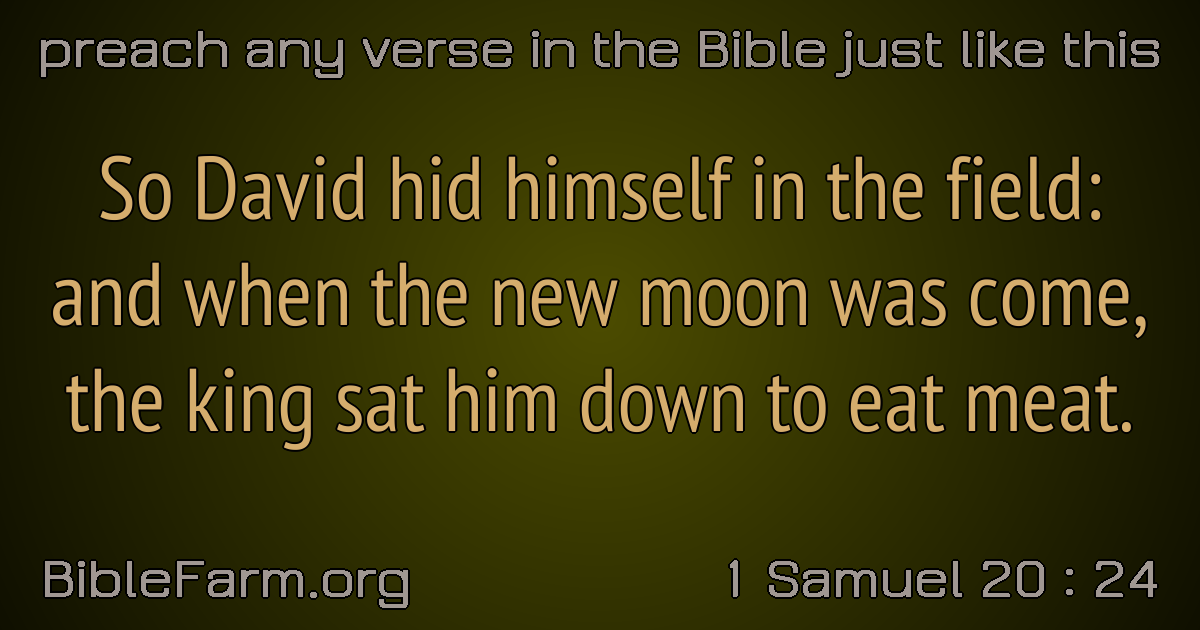 preach any verse in the Bible just like this
So David hid himself in the field:
and when the new moon was come,
the king sat him down to eat meat.
BibleFarm.org
1 Samuel 20 : 24